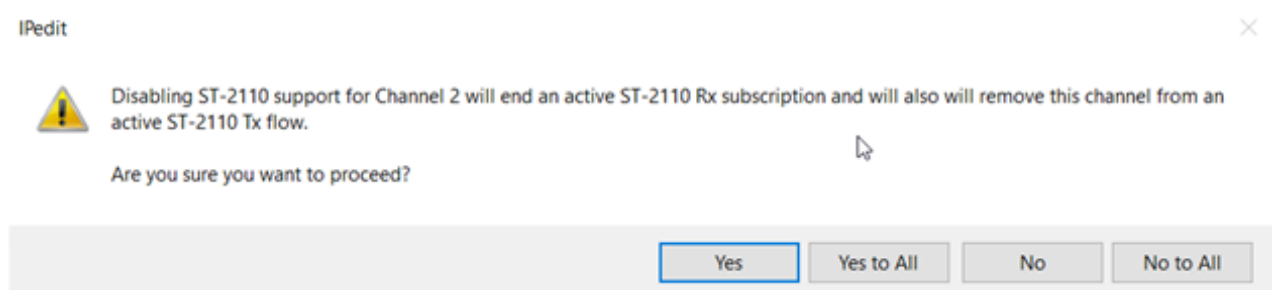 IPedit
Disabling ST-2110 support for Channel 2 will end an active ST-2110 Rx subscription and will also will remove this channel from an
active ST-2110 Tx flow.
Are you sure you want to proceed?
Yes
Yes to All
No
No to All